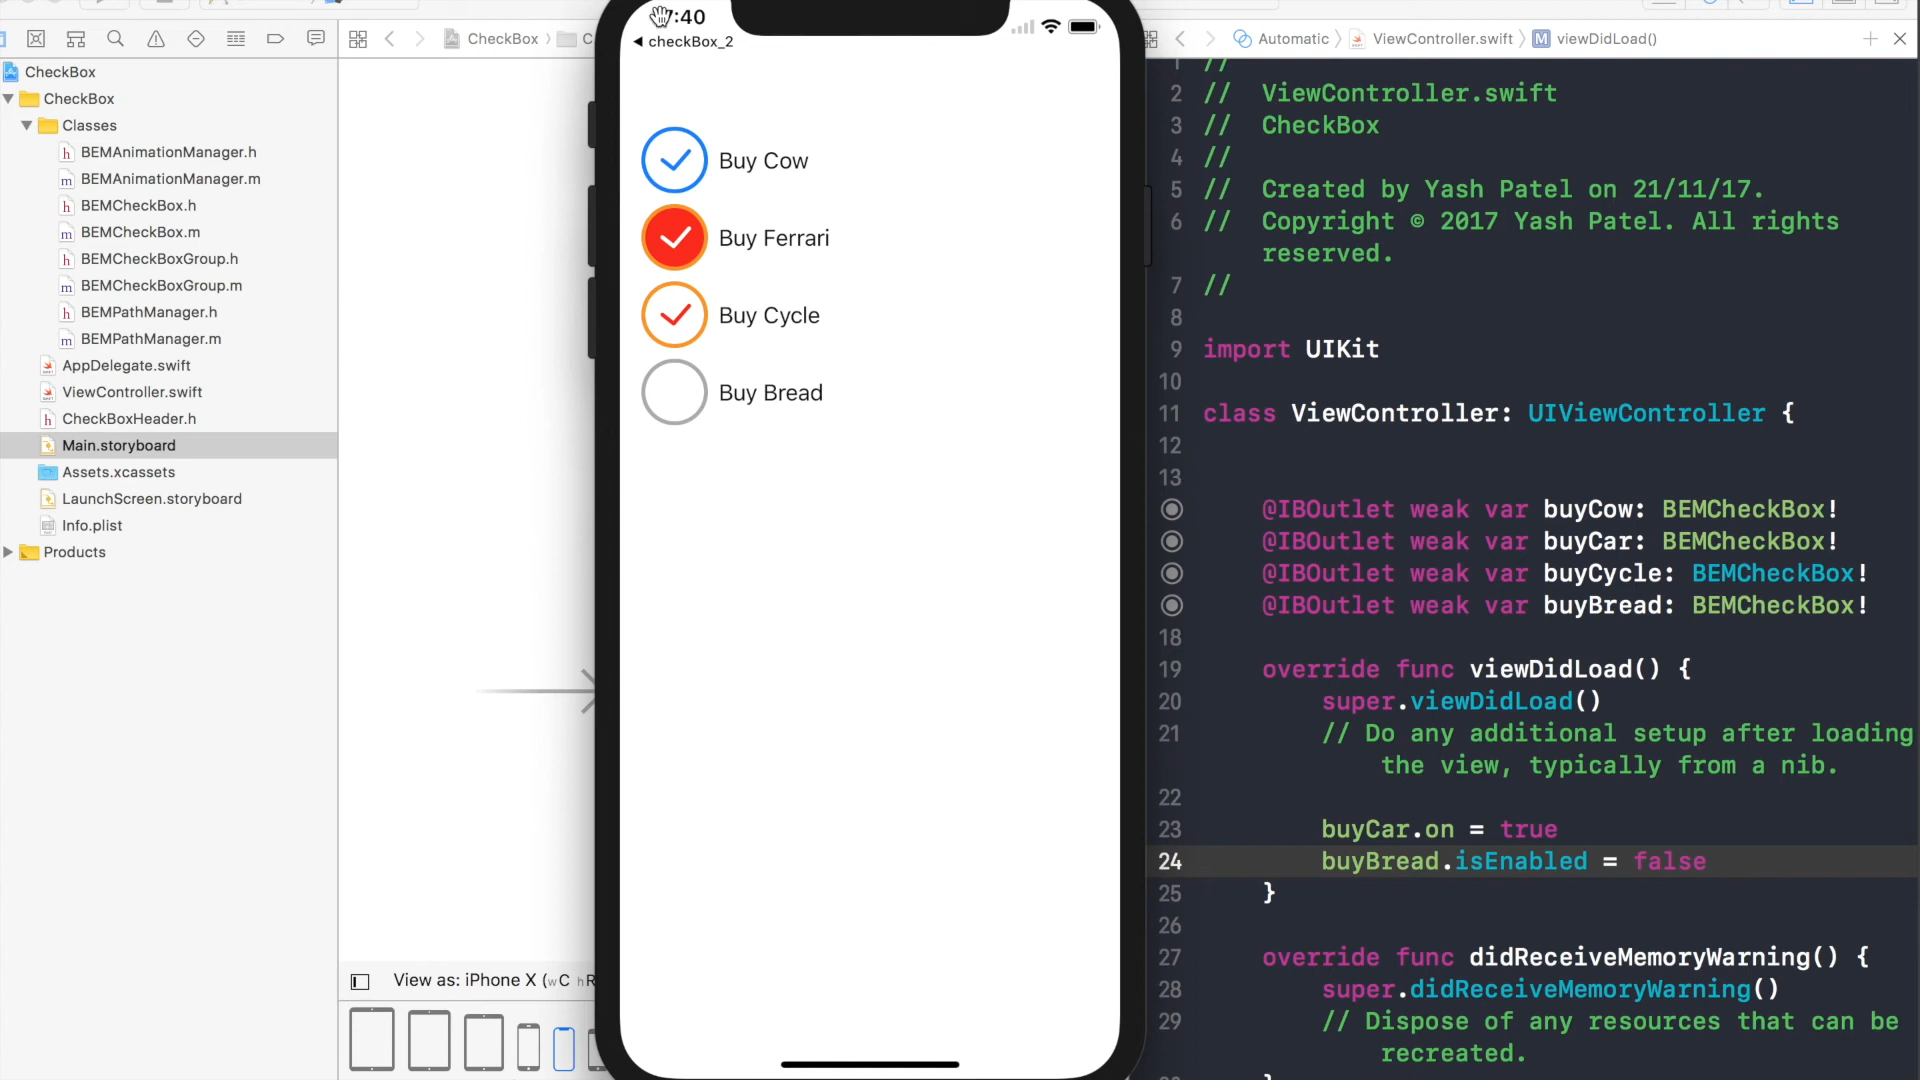 CheckBox
CheckBox
Classes
BEMAnimationManager.h
BEMAnimationManager.m
BEMCheckBox.h
BEMCheckBox.m
BEMCheckBoxGroup.h
BEMCheckBoxGroup.m
BEMPathManager.h
BEMPathManager.m
AppDelegate.swift
ViewController.swift
CheckBoxHeader.h
Main.storyboard
Assets.xcassets
LaunchScreen.storyboard
Info.plist
Products
CheckBox
C
View as: iPhone X (wC hR
7:40
checkBox_2
Buy Cow
Buy Ferrari
Buy Cycle
Buy Bread
Automatic
ViewController.swift
M viewDidLoad()
1 //
2 // ViewController.swift
3 // CheckBox
4 //
5 // Created by Yash Patel on 21/11/17.
6 // Copyright © 2017 Yash Patel. All rights
reserved.
7 //
8
9 import UIKit
10
11 class ViewController: UIViewController {
12
13
@IBOutlet weak var buyCow: BEMCheckBox!
@IBOutlet weak var buyCar: BEMCheckBox!
@IBOutlet weak var buyCycle: BEMCheckBox!
@IBOutlet weak var buyBread: BEMCheckBox!
18
19 override func viewDidLoad() {
20 super.viewDidLoad()
21 // Do any additional setup after loading
the view, typically from a nib.
22
23 buyCar.on = true
24 buyBread.isEnabled = false
25 }
26
27 override func didReceiveMemoryWarning() {
28 super.didReceiveMemoryWarning()
29 // Dispose of any resources that can be
recreated.